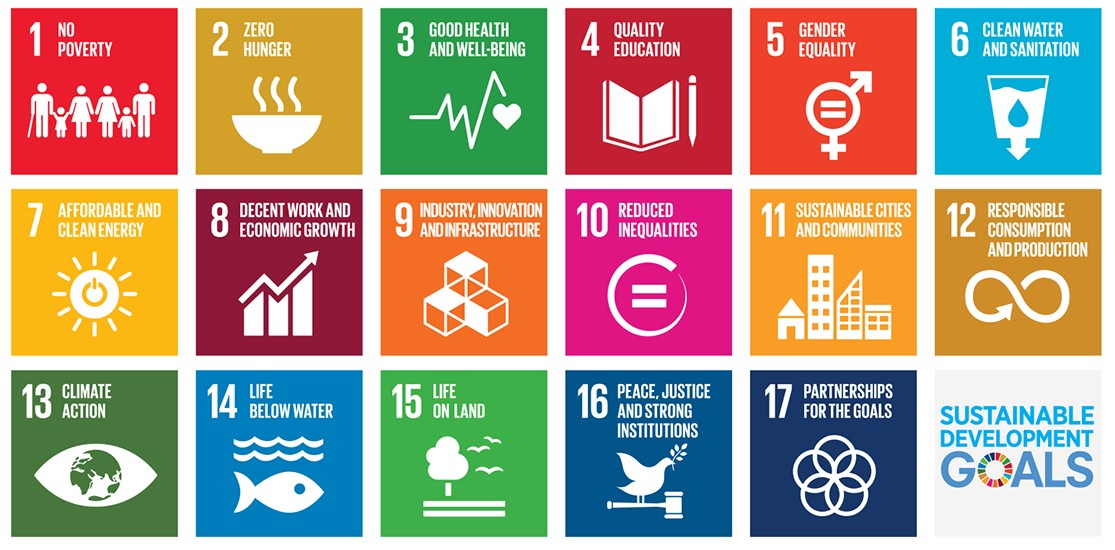 1 NO
POVERTY
2 ZERO
HUNGER
3 GOOD HEALTH
AND WELL-BEING
4 QUALITY
EDUCATION
5 GENDER
EQUALITY
6 CLEAN WATER
AND SANITATION
7 AFFORDABLE AND
CLEAN ENERGY
8 DECENT WORK AND
ECONOMIC GROWTH
9 INDUSTRY, INNOVATION
AND INFRASTRUCTURE
10 REDUCED
INEQUALITIES
11 SUSTAINABLE CITIES
AND COMMUNITIES
12 RESPONSIBLE
CONSUMPTION
AND PRODUCTION
13 CLIMATE
ACTION
14 LIFE
BELOW WATER
15 LIFE
ON LAND
16 PEACE, JUSTICE
AND STRONG
INSTITUTIONS
17 PARTNERSHIPS
FOR THE GOALS
SUSTAINABLE
DEVELOPMENT
GOALS